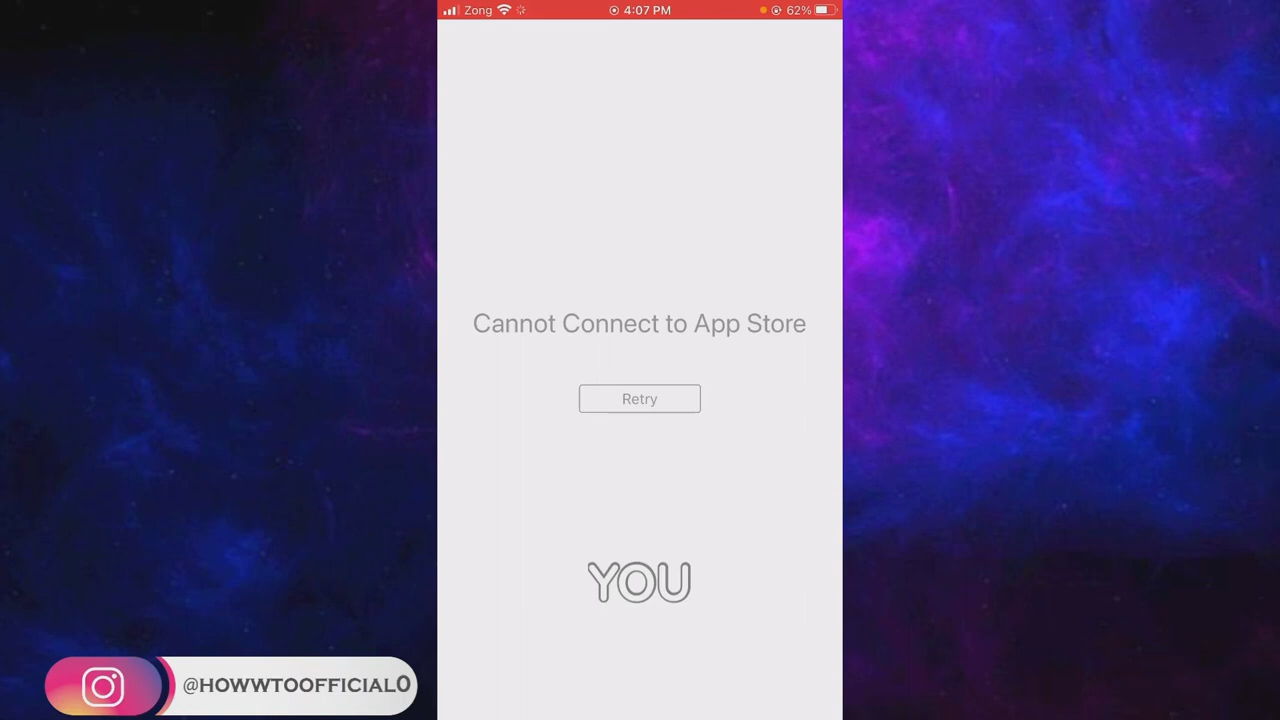 Zong 4:07 PM 62%
Cannot Connect to App Store
Retry
YOU
@HOWWTOOFFICIAL0